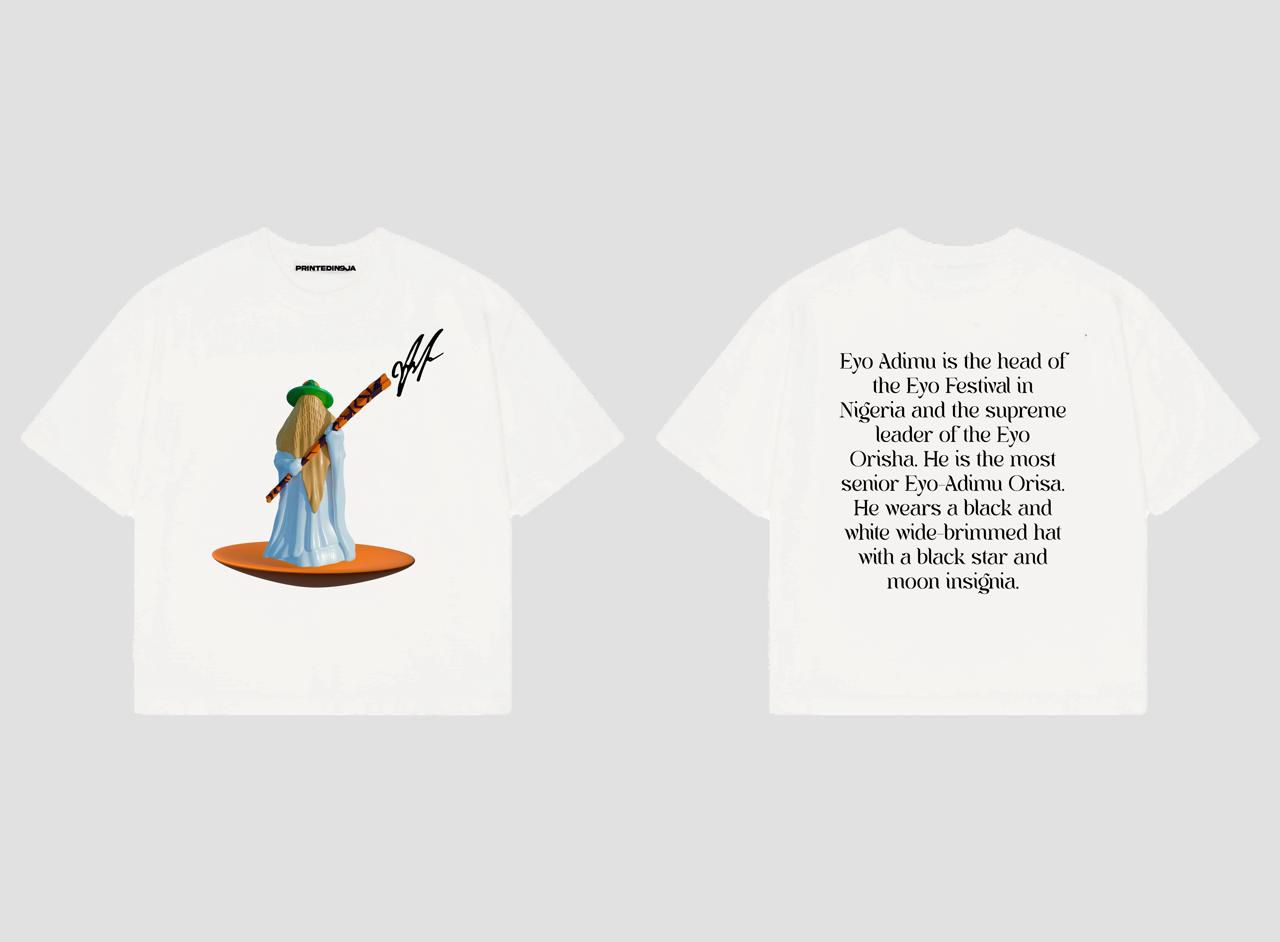 PRINTEDIN9JA
Eyo Adimu is the head of
the Eyo Festival in
Nigeria and the supreme
leader of the Eyo
Orisha. He is the most
senior Eyo-Adimu Orisa.
He wears a black and
white wide-brimmed hat
with a black star and
moon insignia.